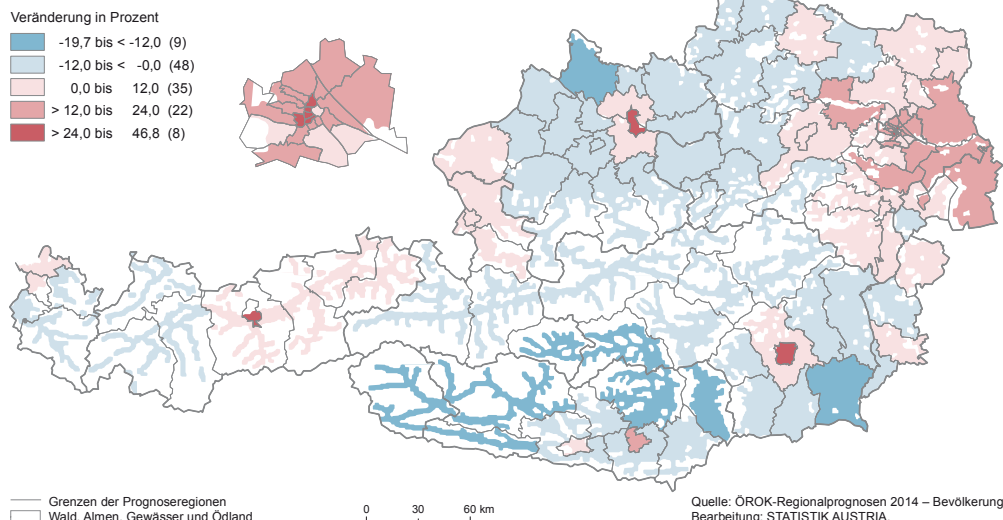 Veränderung in Prozent
-19,7 bis < -12,0 (9)
-12,0 bis < -0,0 (48)
0,0 bis 12,0 (35)
> 12,0 bis 24,0 (22)
> 24,0 bis 46,8 (8)
Grenzen der Prognoseregionen
Wald, Almen, Gewässer und Ödland
0 30 60 km
Quelle: ÖROK-Regionalprognosen 2014 – Bevölkerung
Bearbeitung: STATISTIK AUSTRIA.